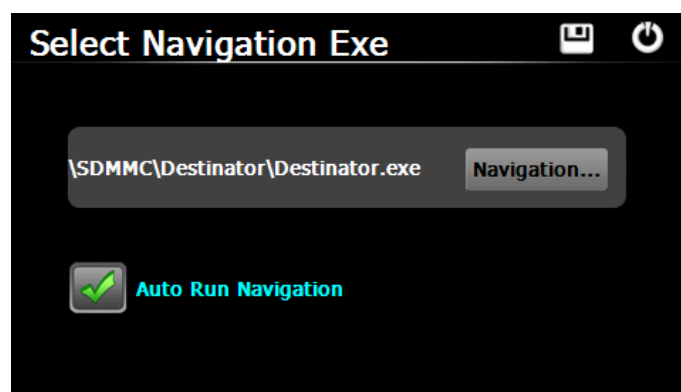 Select Navigation Exe
\SDMMC\Destinator\Destinator.exe
Navigation...
Auto Run Navigation